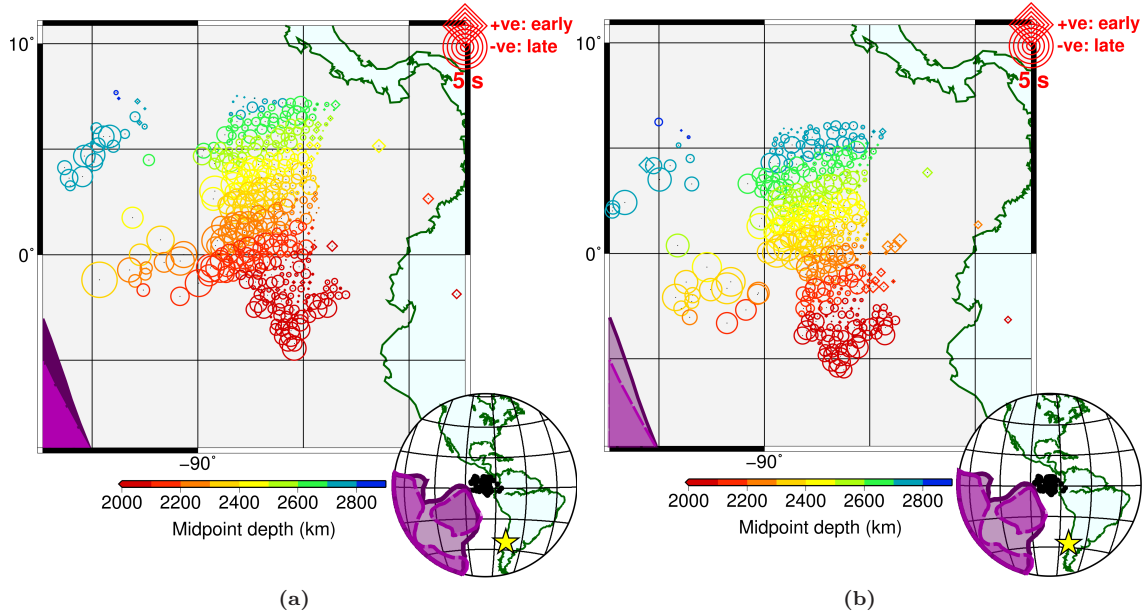 10°
+ve: early
-ve: late
5 s
0°
−90°
2000 2200 2400 2600 2800
Midpoint depth (km)
(a)
10°
+ve: early
-ve: late
5 s
0°
−90°
2000 2200 2400 2600 2800
Midpoint depth (km)
(b)